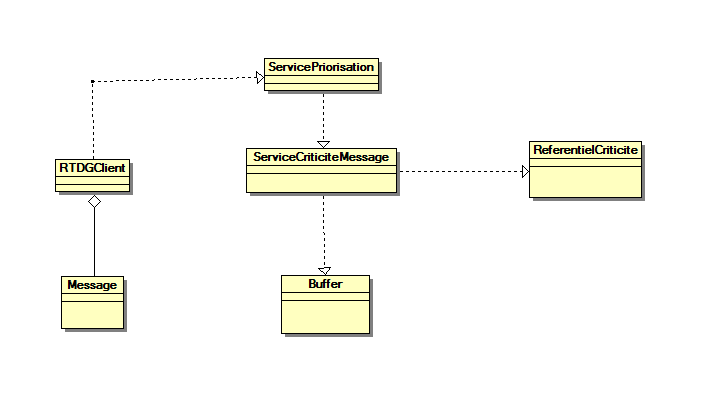 ServicePriorisation
ServiceCriticiteMessage
ReferentielCriticite
RTDGClient
Message
Buffer